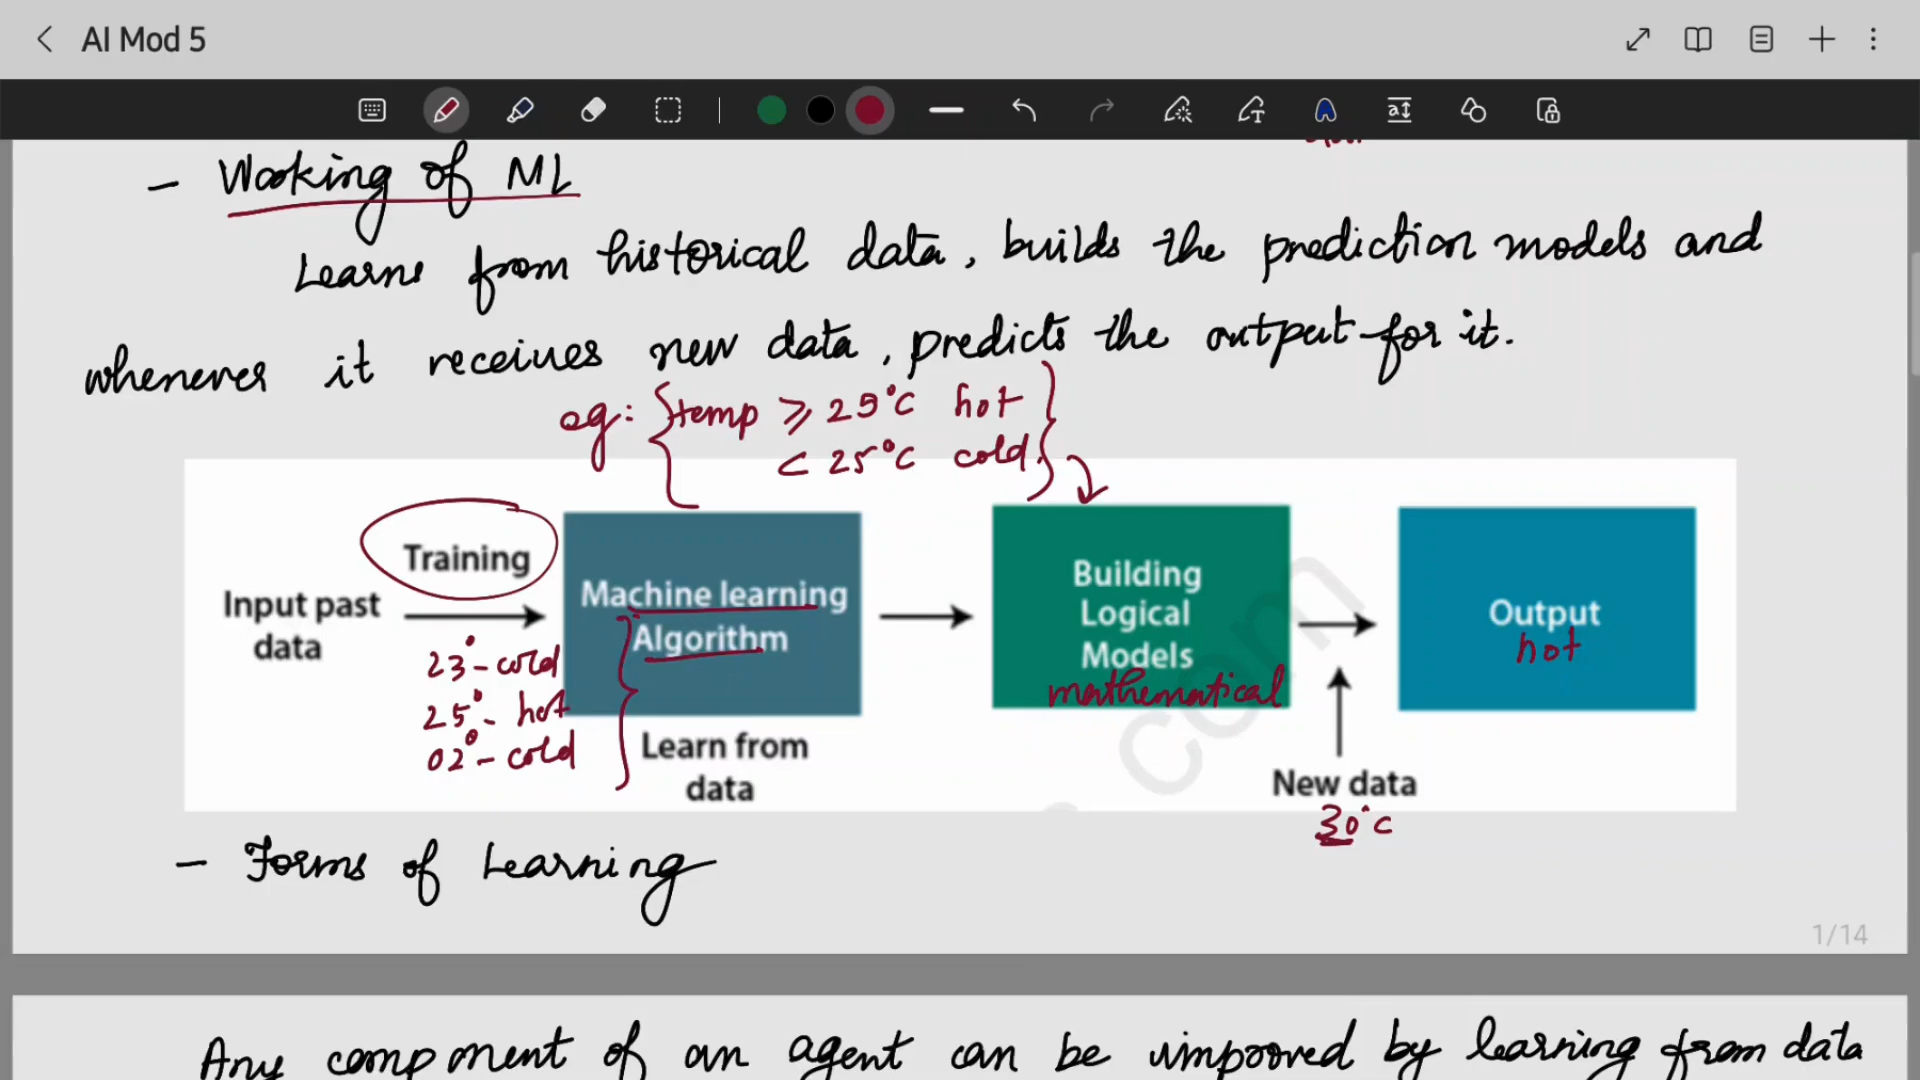 AI Mod 5
- Working of ML
Learns from historical data, builds the prediction models and
whenever it receives new data, predicts the output for it.
eg: { temp ≥ 25°C hot
< 25°C cold. }
Training
Input past
data
23° - cold
25° - hot
02° - cold
Machine learning
Algorithm
Learn from
data
Building
Logical
Models
mathematical
New data
30°C
Output
hot
- Forms of Learning
1/14
Any component of an agent can be improved by learning from data
com